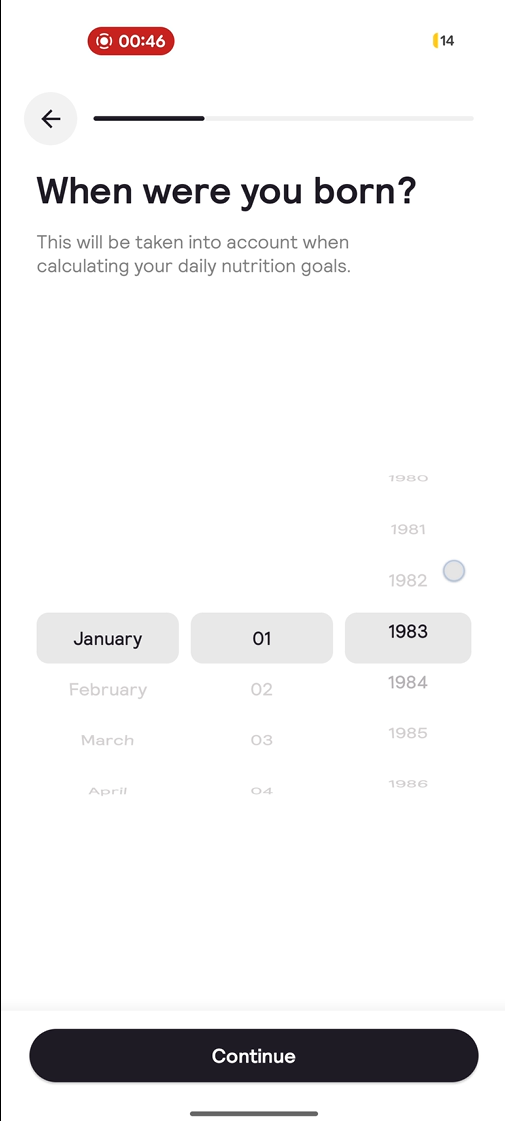 00:46
14
When were you born?
This will be taken into account when
calculating your daily nutrition goals.
1980
1981
1982
January 01 1983
February 02 1984
March 03 1985
April 04 1986
Continue